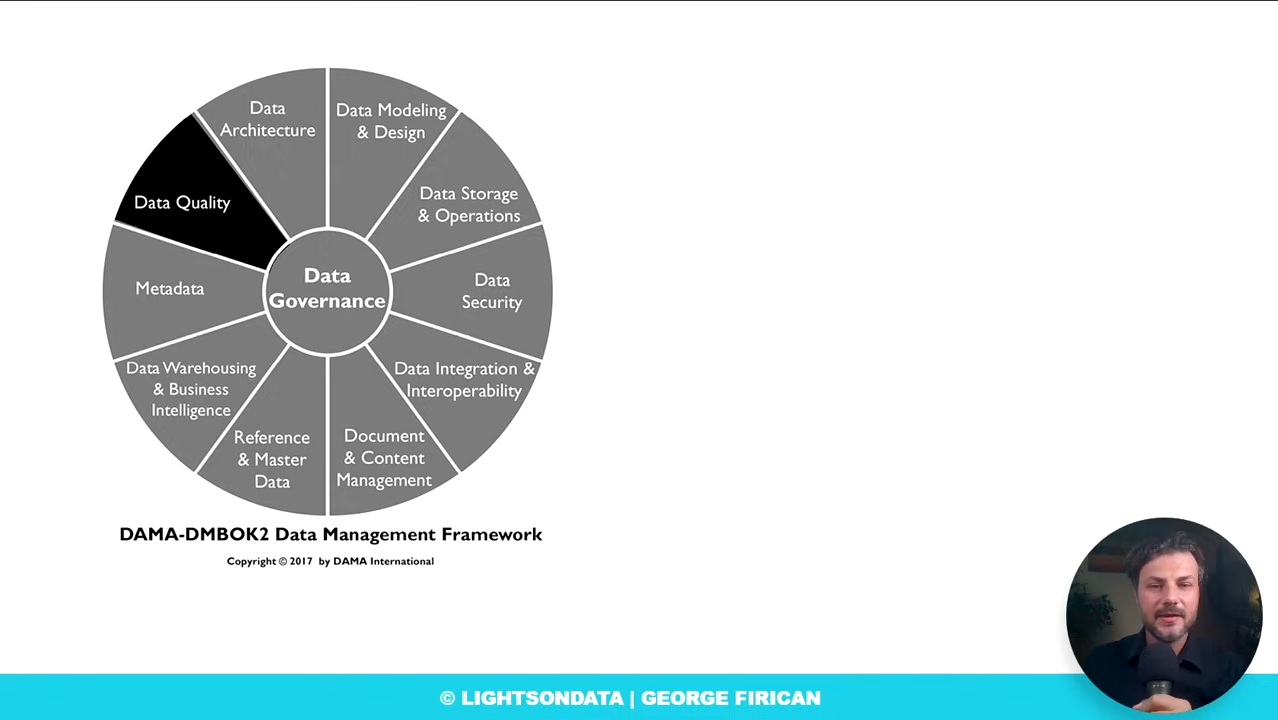 Data
Architecture
Data Modeling
& Design
Data Storage
& Operations
Data
Security
Data Integration &
Interoperability
Document
& Content
Management
Reference
& Master
Data
Data Warehousing
& Business
Intelligence
Metadata
Data Quality
Data
Governance
DAMA-DMBOK2 Data Management Framework
Copyright © 2017 by DAMA International
© LIGHTSONDATA | GEORGE FIRICAN